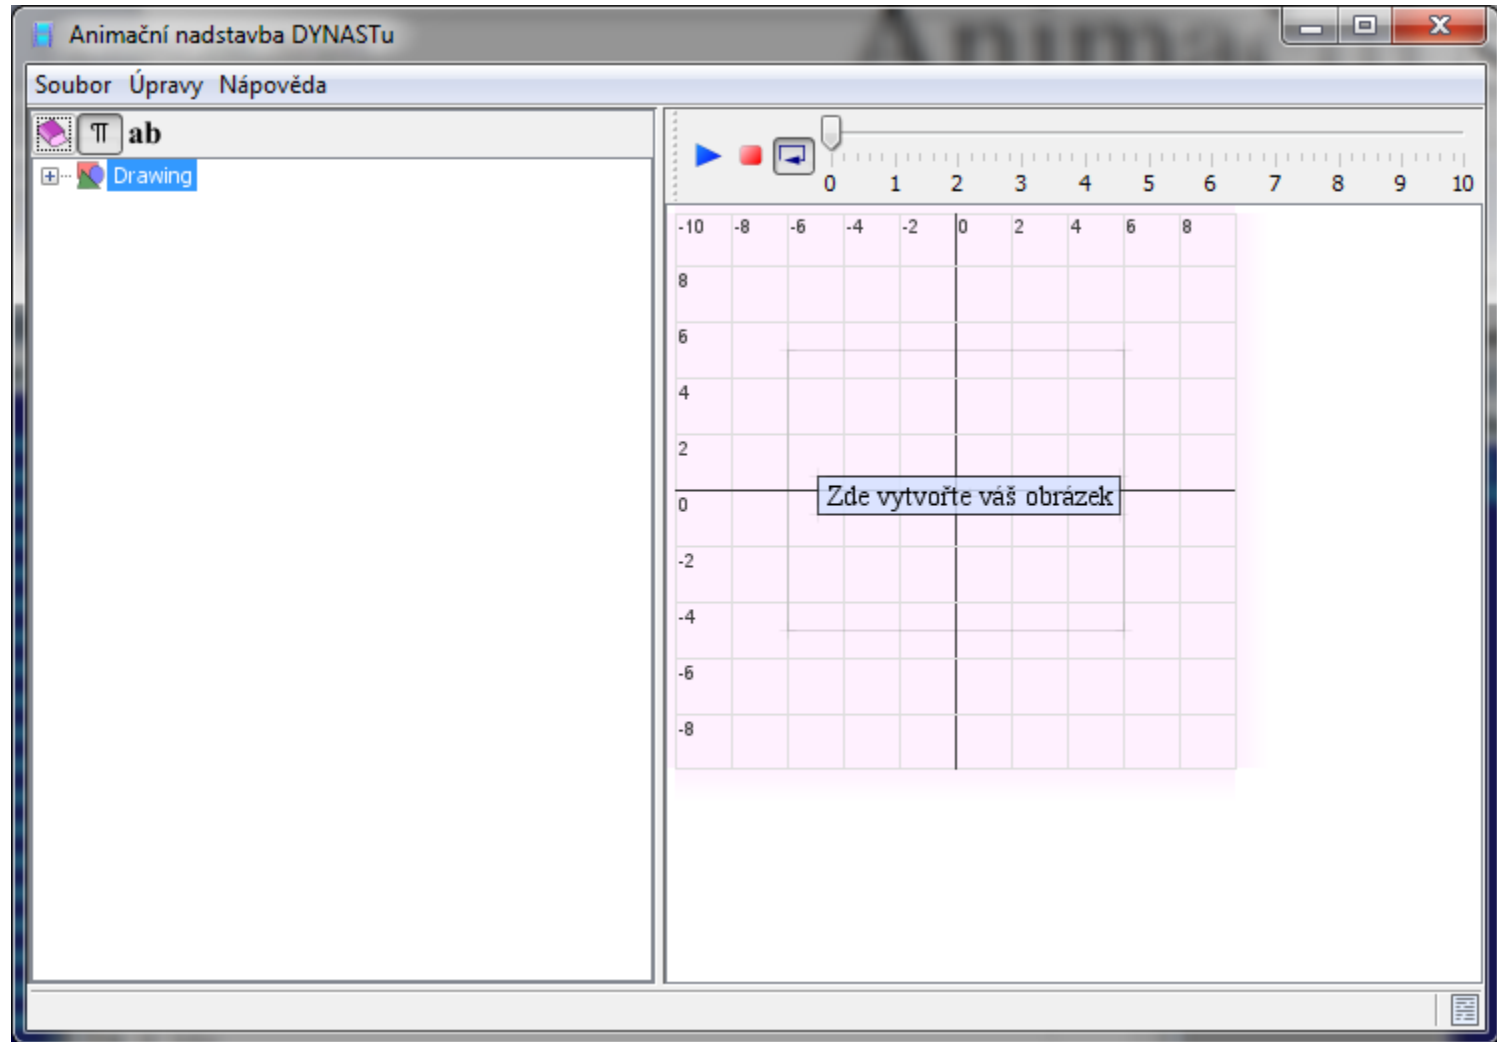 Animační nadstavba DYNASTu
Soubor Úpravy Nápověda
¶ ab
Drawing
0 1 2 3 4 5 6 7 8 9 10
-10 -8 -6 -4 -2 0 2 4 6 8
8
6
4
2
Zde vytvořte váš obrázek
0
-2
-4
-6
-8